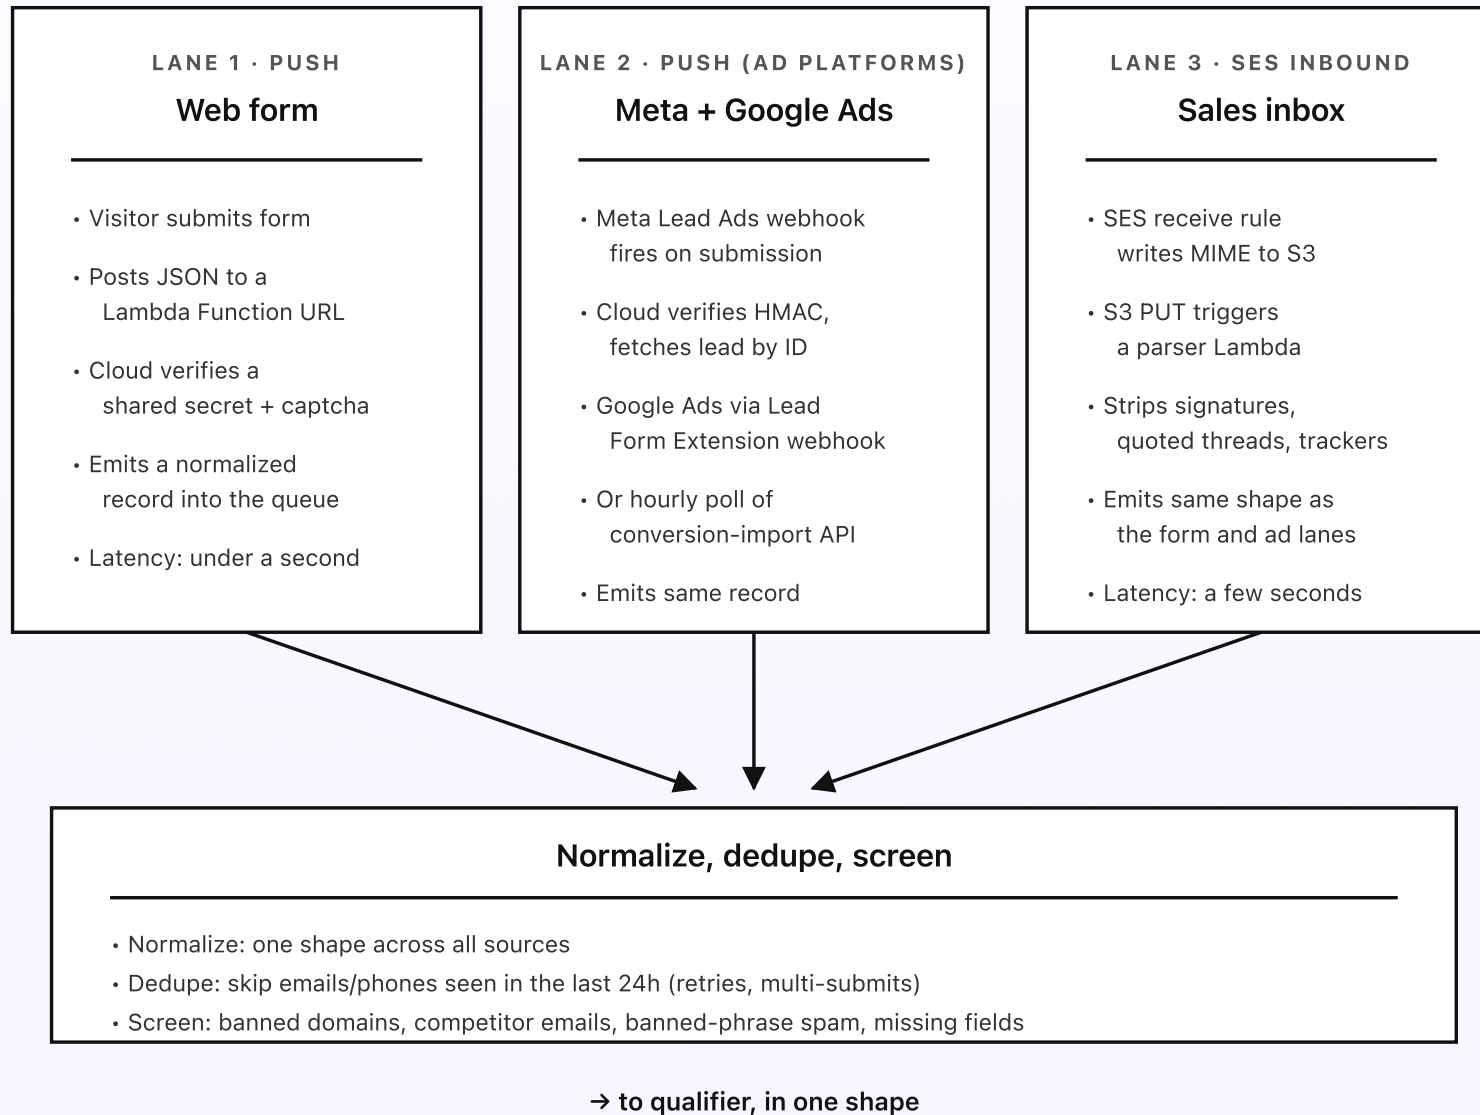 LANE 1 · PUSH
Web form
• Visitor submits form
• Posts JSON to a
Lambda Function URL
• Cloud verifies a
shared secret + captcha
• Emits a normalized
record into the queue
• Latency: under a second
LANE 2 · PUSH (AD PLATFORMS)
Meta + Google Ads
• Meta Lead Ads webhook
fires on submission
• Cloud verifies HMAC,
fetches lead by ID
• Google Ads via Lead
Form Extension webhook
• Or hourly poll of
conversion-import API
• Emits same record
LANE 3 · SES INBOUND
Sales inbox
• SES receive rule
writes MIME to S3
• S3 PUT triggers
a parser Lambda
• Strips signatures,
quoted threads, trackers
• Emits same shape as
the form and ad lanes
• Latency: a few seconds
Normalize, dedupe, screen
• Normalize: one shape across all sources
• Dedupe: skip emails/phones seen in the last 24h (retries, multi-submits)
• Screen: banned domains, competitor emails, banned-phrase spam, missing fields
→ to qualifier, in one shape